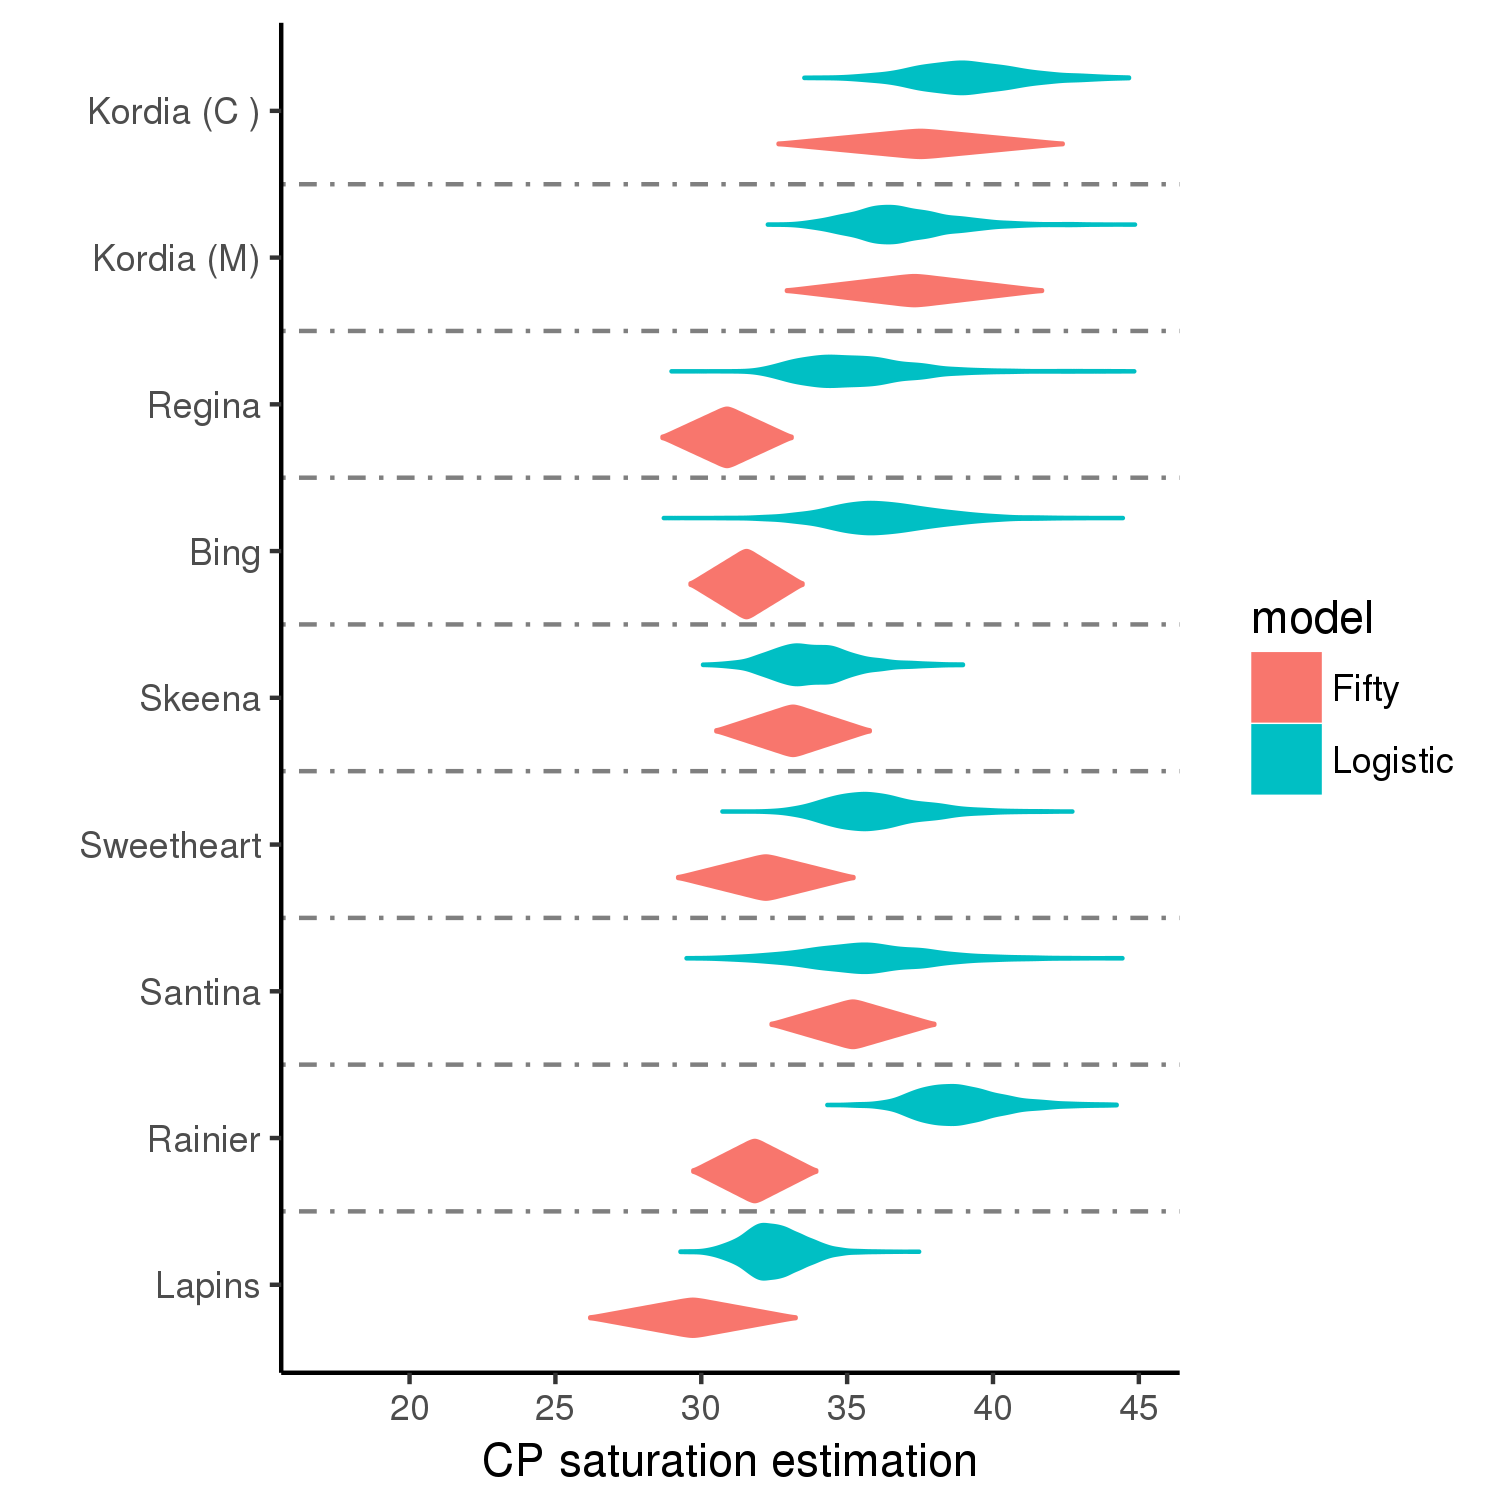 Kordia (C )
Kordia (M)
Regina
Bing
Skeena
Sweetheart
Santina
Rainier
Lapins
20 25 30 35 40 45
CP saturation estimation
model
Fifty
Logistic